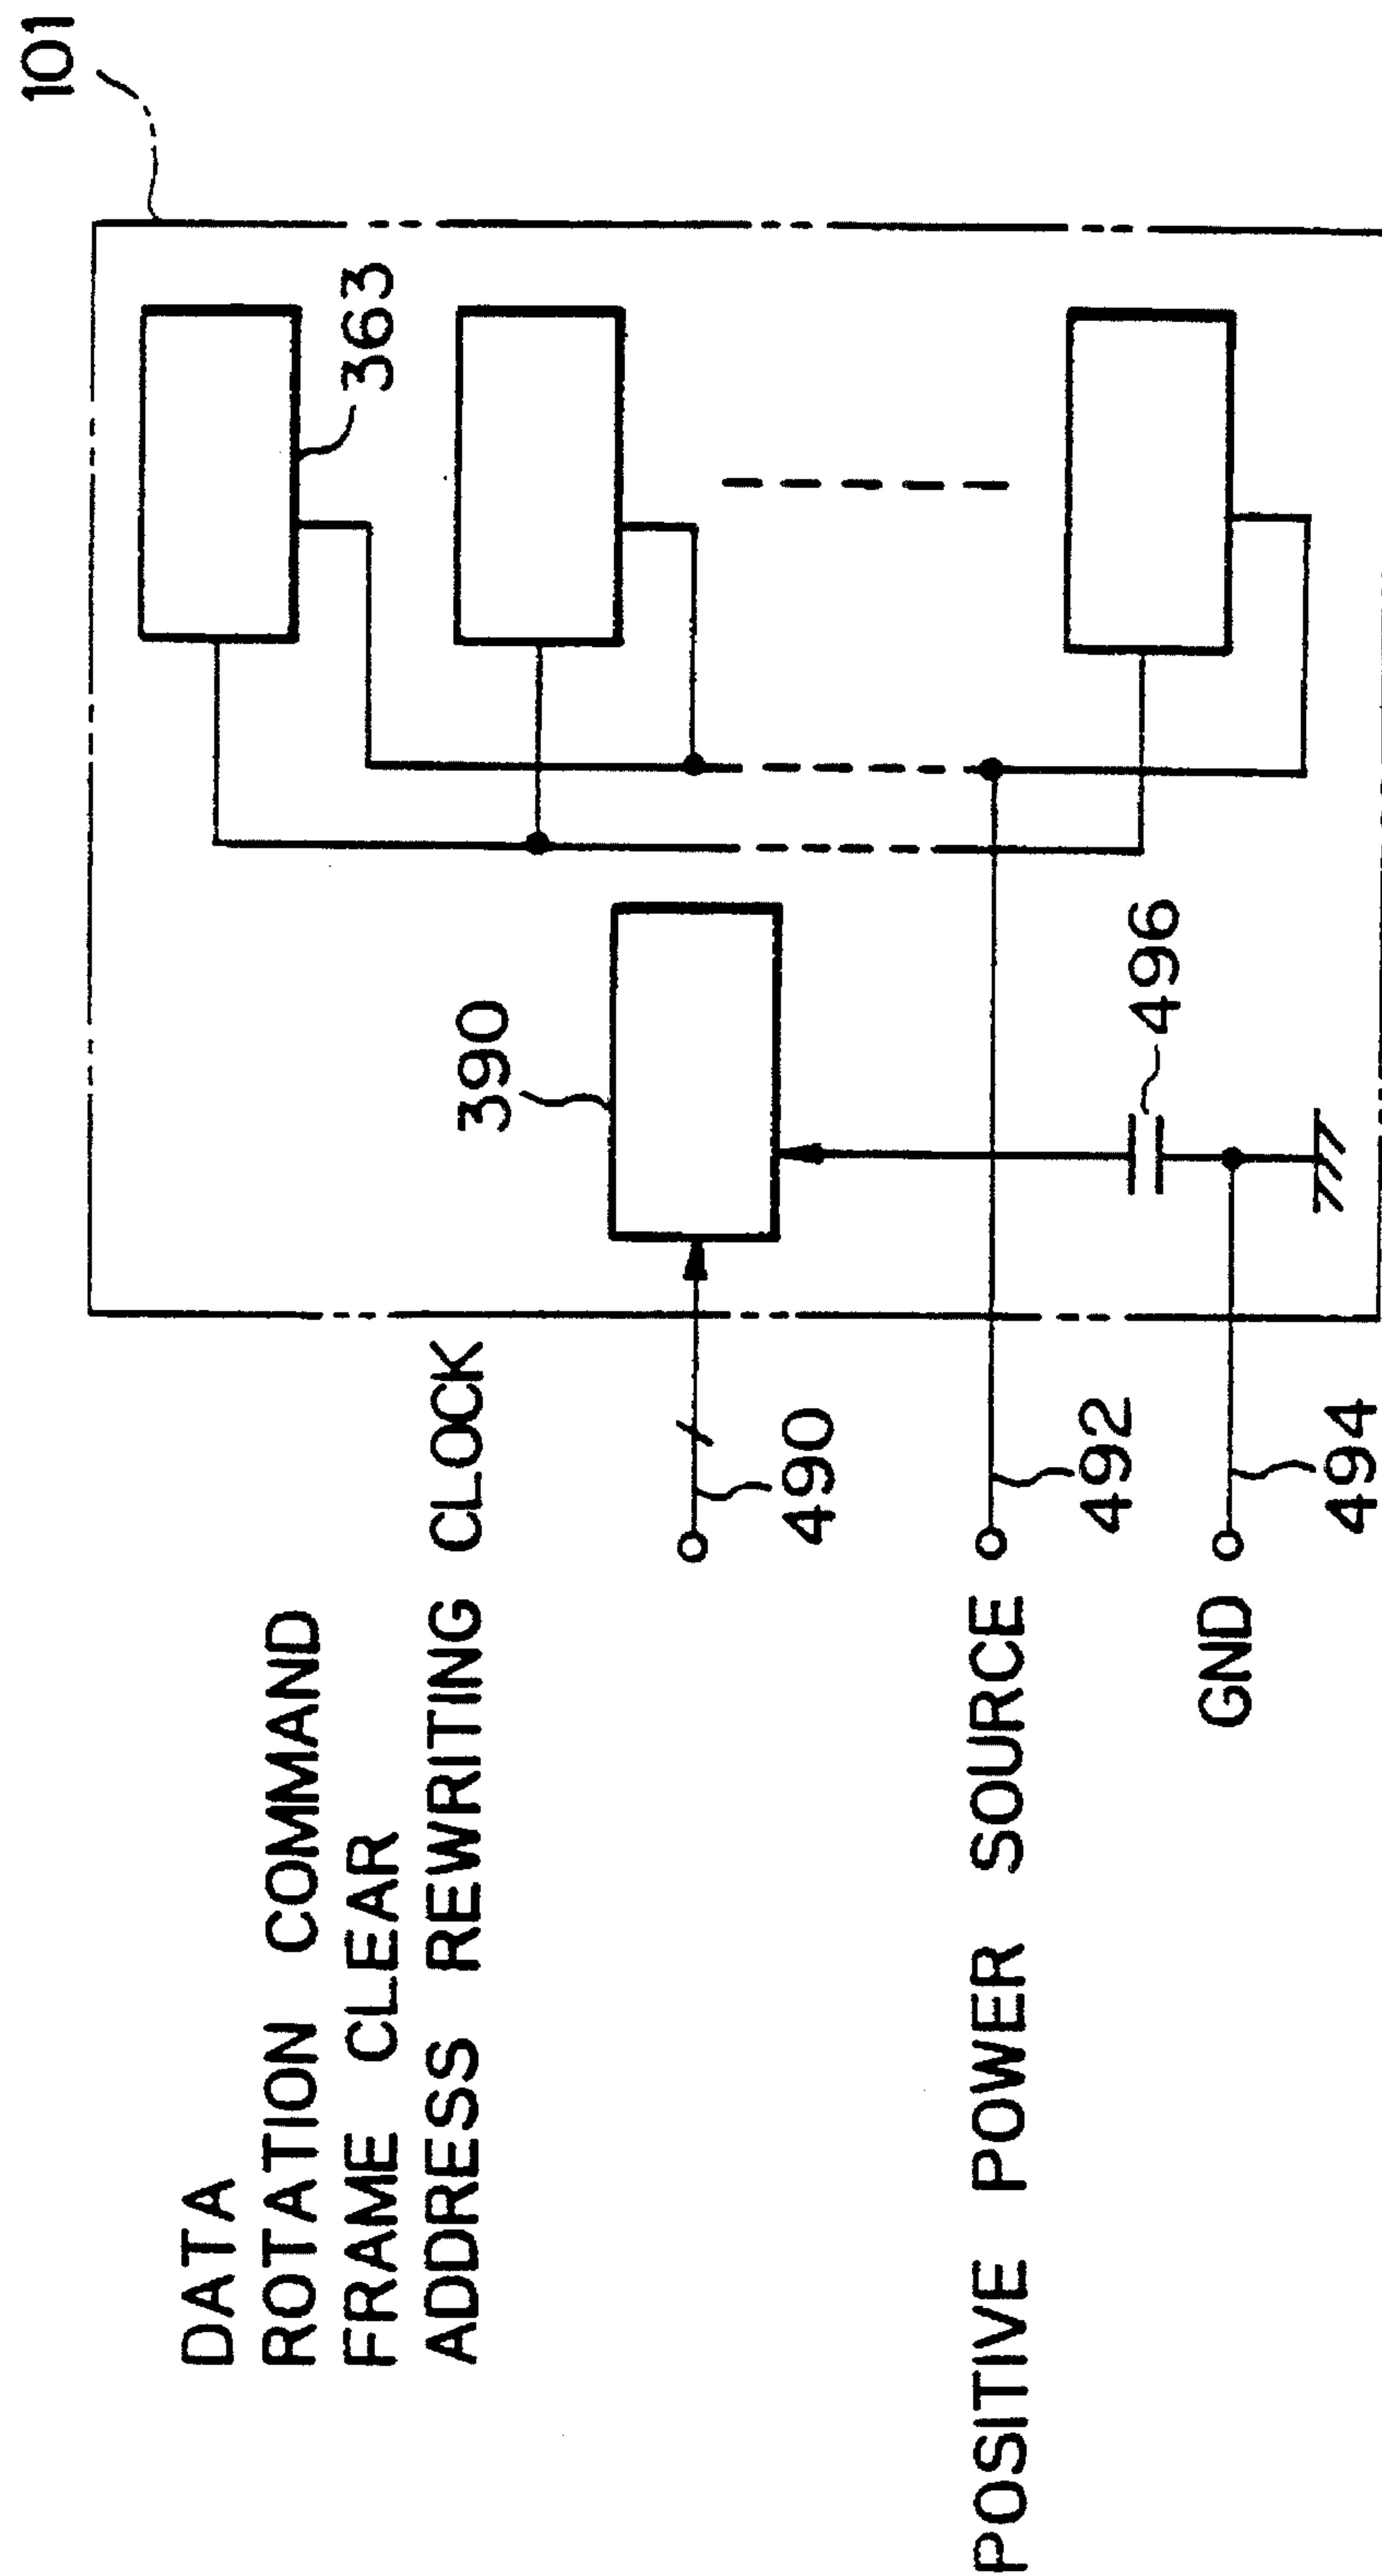 101
363
390
496
DATA
ROTATION COMMAND
FRAME CLEAR
ADDRESS REWRITING CLOCK
490
POSITIVE POWER SOURCE
492
GND
494